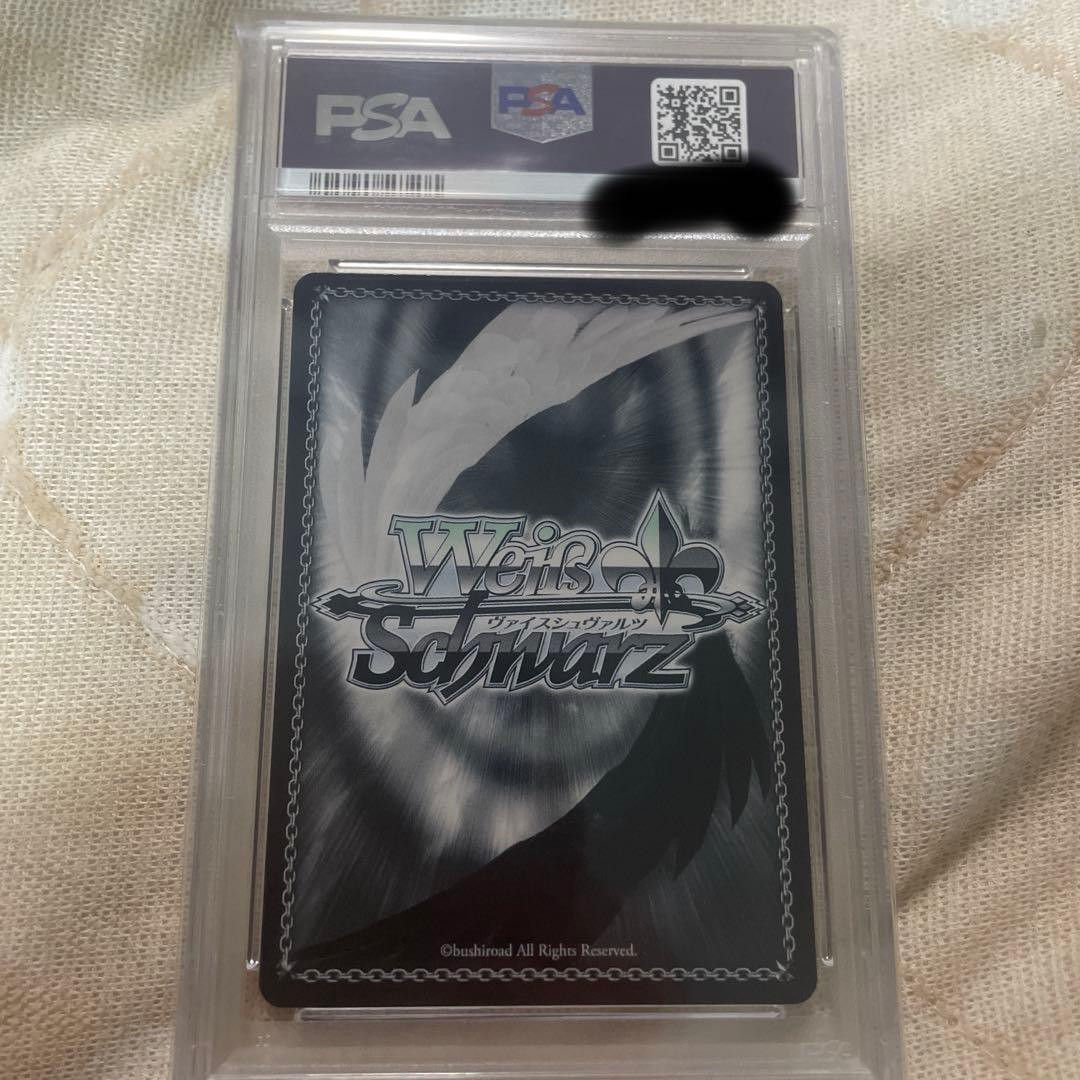 PSA
PSA
Weiß
ヴァイスシュヴァルツ
Schwarz
©bushiroad All Rights Reserved.